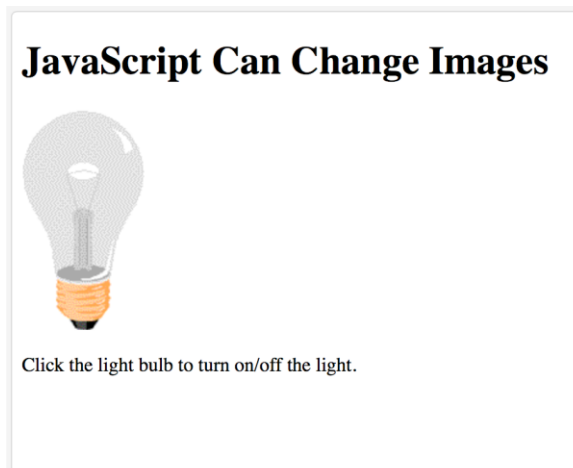 JavaScript Can Change Images
Click the light bulb to turn on/off the light.